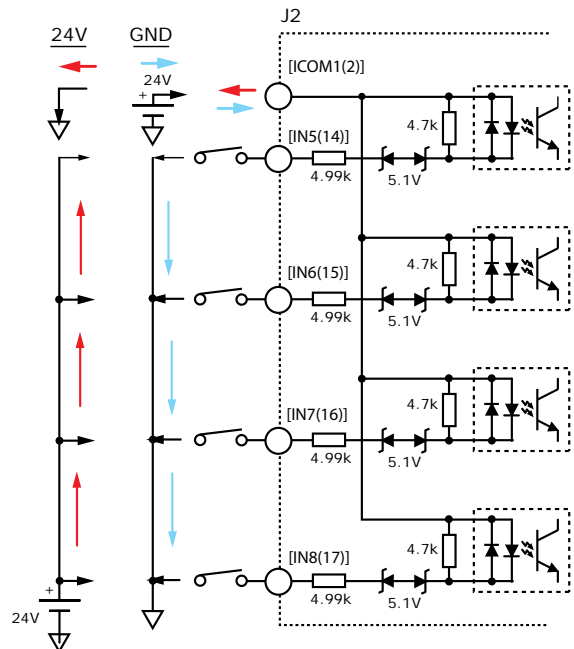 J2
24V
GND
+
24V
[ICOM1(2)]
4.7k
[IN5(14)]
4.99k
5.1V
4.7k
[IN6(15)]
4.99k
5.1V
4.7k
[IN7(16)]
4.99k
5.1V
4.7k
[IN8(17)]
4.99k
5.1V
+
24V